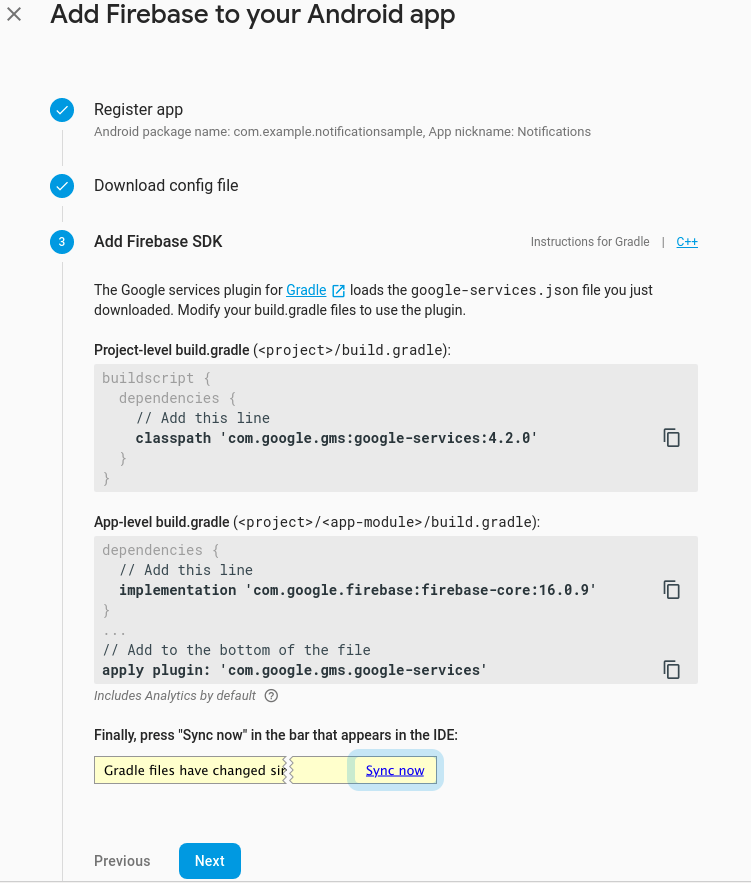 Add Firebase to your Android app
Register app
Android package name: com.example.notificationsample, App nickname: Notifications
Download config file
3
Add Firebase SDK
Instructions for Gradle | C++
The Google services plugin for Gradle loads the google-services.json file you just
downloaded. Modify your build.gradle files to use the plugin.
Project-level build.gradle (<project>/build.gradle):
buildscript {
dependencies {
// Add this line
classpath 'com.google.gms:google-services:4.2.0'
}
}
App-level build.gradle (<project>/<app-module>/build.gradle):
dependencies {
// Add this line
implementation 'com.google.firebase:firebase-core:16.0.9'
}
...
// Add to the bottom of the file
apply plugin: 'com.google.gms.google-services'
Includes Analytics by default ?
Finally, press "Sync now" in the bar that appears in the IDE:
Gradle files have changed sin Sync now
Previous Next